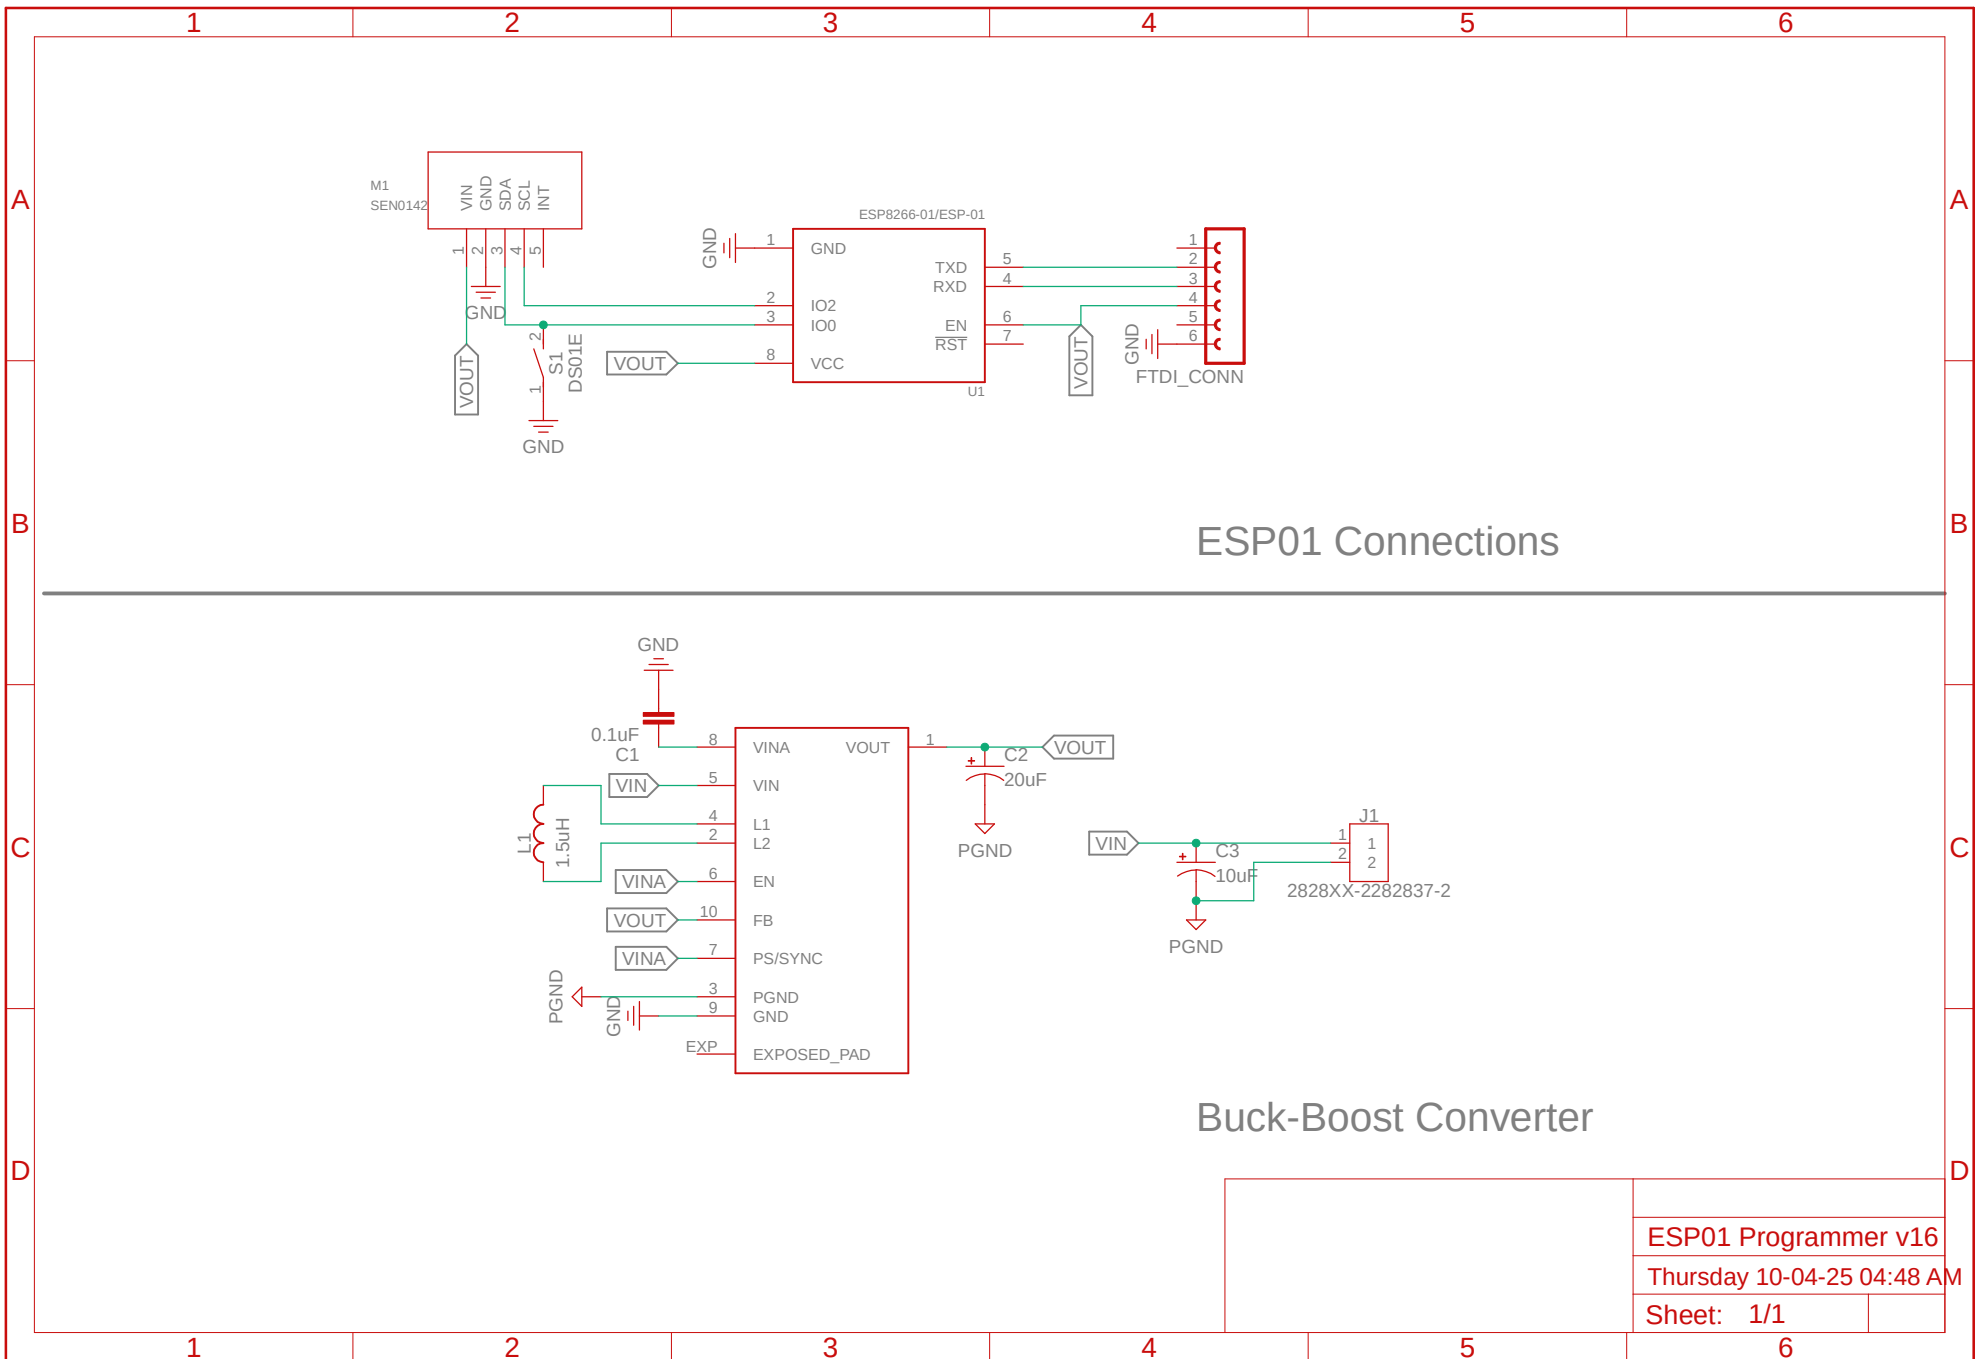 1 2 3 4 5 6
A A
M1
SEN0142
VIN
GND
SDA
SCL
INT
1
2
3
4
5
GND
VOUT
2
1
S1
DS01E
GND
ESP8266-01/ESP-01
GND
1 GND
TXD 5
RXD 4
2 IO2
3 IO0
EN 6
RST 7
VOUT 8 VCC
U1
1
2
3
4
5
6
VOUT
GND
FTDI_CONN
B B
ESP01 Connections
GND
0.1uF
C1
8 VINA VOUT 1 VOUT
C2
20uF
PGND
VIN 5 VIN
L1
1.5uH
4 L1
2 L2
VINA 6 EN
VOUT 10 FB
VINA 7 PS/SYNC
PGND
3 PGND
GND
9 GND
EXP EXPOSED_PAD
C C
VIN
C3
10uF
PGND
J1
1 1
2 2
2828XX-2282837-2
Buck-Boost Converter
D D
ESP01 Programmer v16
Thursday 10-04-25 04:48 AM
Sheet: 1/1
1 2 3 4 5 6